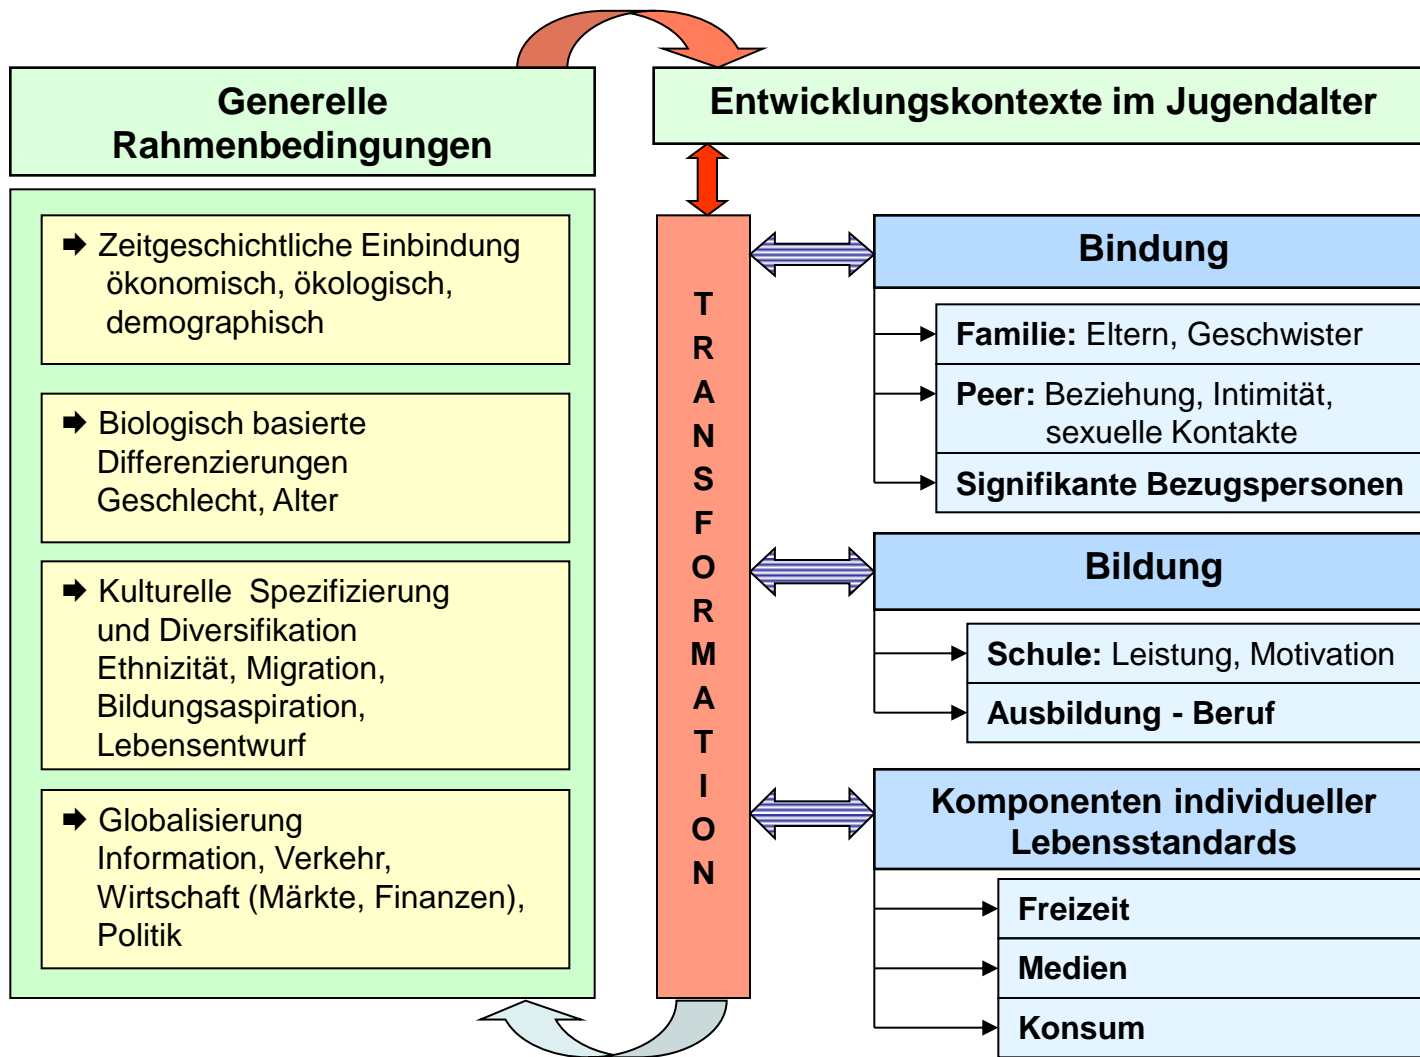 Generelle
Rahmenbedingungen
Zeitgeschichtliche Einbindung
ökonomisch, ökologisch,
demographisch
Biologisch basierte
Differenzierungen
Geschlecht, Alter
Kulturelle Spezifizierung
und Diversifikation
Ethnizität, Migration,
Bildungsaspiration,
Lebensentwurf
Globalisierung
Information, Verkehr,
Wirtschaft (Märkte, Finanzen),
Politik
Entwicklungskontexte im Jugendalter
TRANSFORMATION
Bindung
Familie: Eltern, Geschwister
Peer: Beziehung, Intimität,
sexuelle Kontakte
Signifikante Bezugspersonen
Bildung
Schule: Leistung, Motivation
Ausbildung - Beruf
Komponenten individueller
Lebensstandards
Freizeit
Medien
Konsum